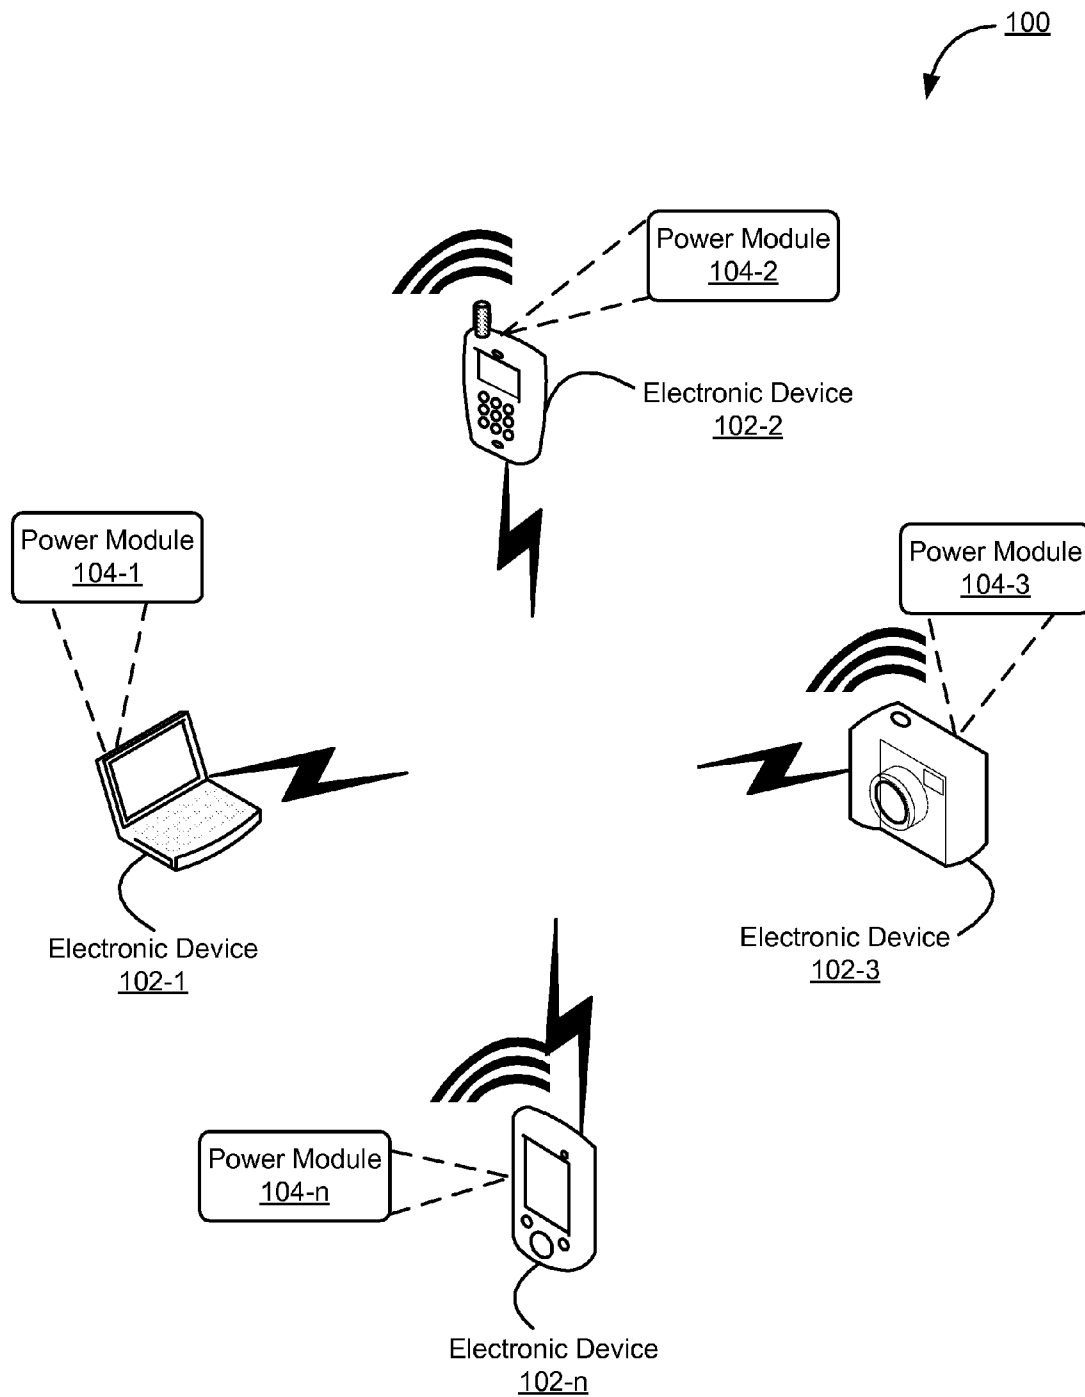 100
Power Module
104-2
Electronic Device
102-2
Power Module
104-1
Power Module
104-3
Electronic Device
102-1
Electronic Device
102-3
Power Module
104-n
Electronic Device
102-n